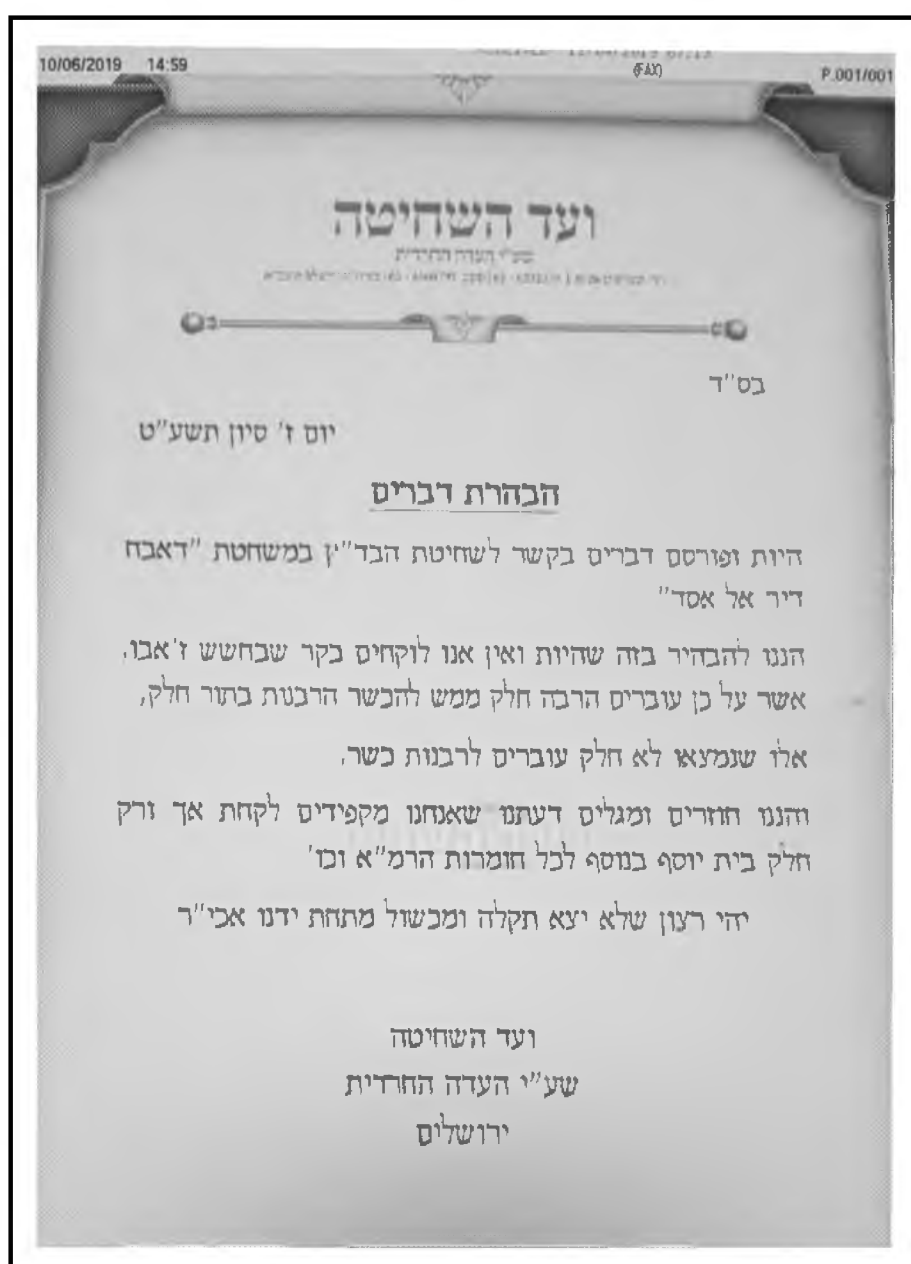 10/06/2019 14:59 (FAX) P.001/001
ועד השחיטה
שע"י העדה החרדית
בס"ד
יום ז' סיון תשע"ט
הבהרת דברים
היות ופורסם דברים בקשר לשחיטת הבד"ץ במשחטת "דאבח
דיר אל אסד"
הננו להבהיר בזה שהיות ואין אנו לוקחים בקר שבחשש ז'אבו,
אשר על כן עוברים הרבה חלק ממש להכשר הרבנות בתור חלק,
אלו שנמצאו לא חלק עוברים לרבנות כשר,
והננו חוזרים ומגלים דעתנו שאנחנו מקפידים לקחת אך ורק
חלק בית יוסף בנוסף לכל חומרות הרמ"א וכו'
יהי רצון שלא יצא תקלה ומכשול מתחת ידנו אכי"ר
ועד השחיטה
שע"י העדה החרדית
ירושלים